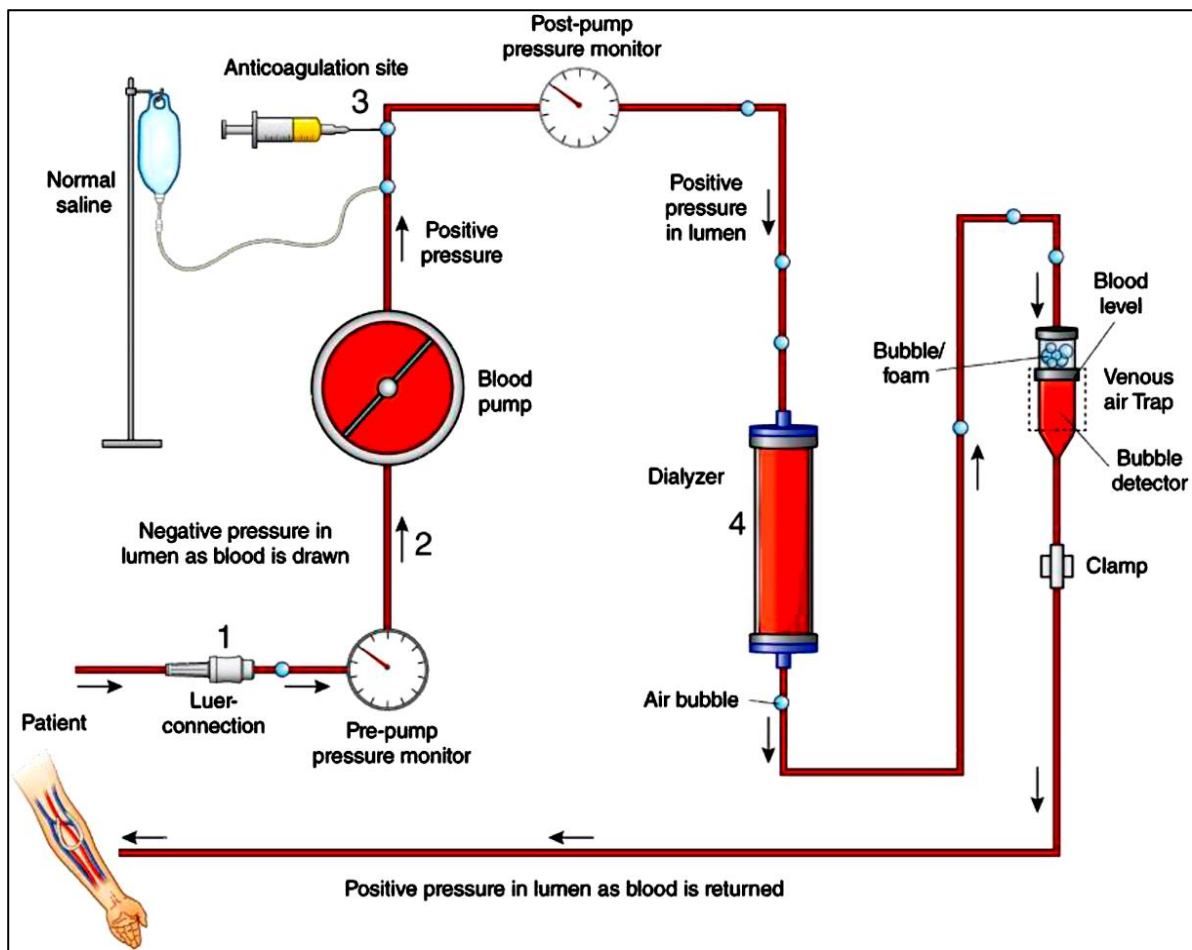 Post-pump
pressure monitor
Anticoagulation site
3
Normal
saline
Positive
pressure
Positive
pressure
in lumen
Blood
level
Bubble/
foam
Venous
air Trap
Blood
pump
Bubble
detector
Dialyzer
4
Negative pressure in
lumen as blood is drawn
2
Clamp
1
Luer-
connection
Air bubble
Patient
Pre-pump
pressure monitor
Positive pressure in lumen as blood is returned